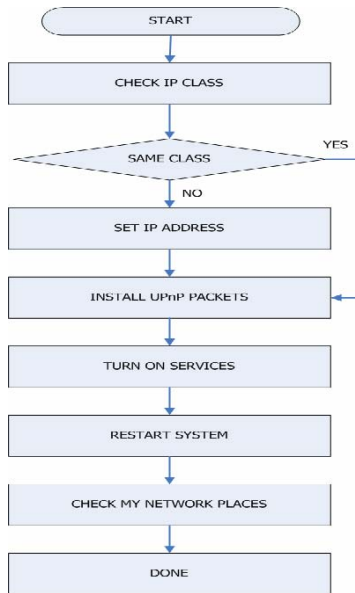 START
CHECK IP CLASS
SAME CLASS
YES
NO
SET IP ADDRESS
INSTALL UPnP PACKETS
TURN ON SERVICES
RESTART SYSTEM
CHECK MY NETWORK PLACES
DONE